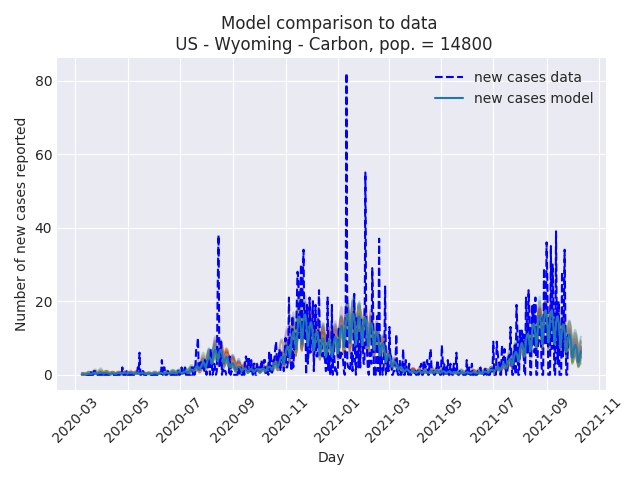 Model comparison to data
US - Wyoming - Carbon, pop. = 14800
new cases data
new cases model
Number of new cases reported
80
60
40
20
0
2020-03
2020-05
2020-07
2020-09
2020-11
2021-01
2021-03
2021-05
2021-07
2021-09
2021-11
Day